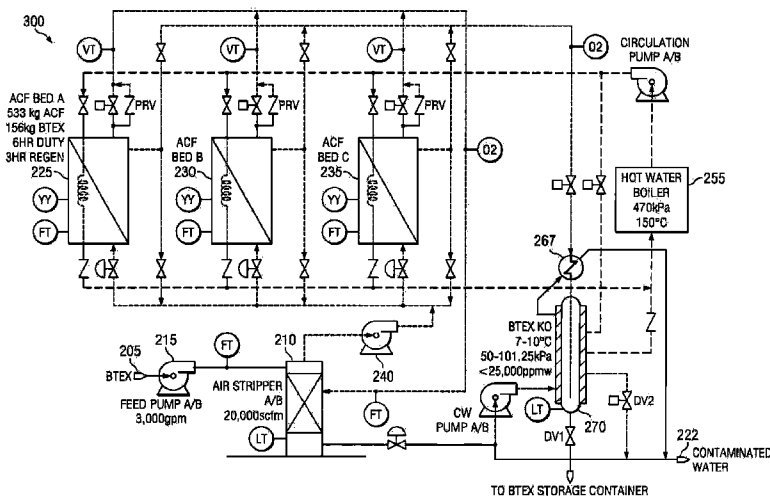 300
VT
VT
VT
O2
CIRCULATION
PUMP A/B
ACF BED A
533 kg ACF
156kg BTEX
6HR DUTY
3HR REGEN
225
PRV
PRV
PRV
ACF
BED B
230
ACF
BED C
235
O2
HOT WATER
BOILER
470kPa
150°C
255
YY
YY
YY
FT
FT
FT
267
BTEX KO
7-10°C
50-101.25kPa
<25,000ppmw
205
BTEX
215
FT
210
240
FEED PUMP A/B
3,000gpm
AIR STRIPPER
A/B
20,000scfm
FT
LT
CW
PUMP A/B
LT
270
DV2
DV1
222
CONTAMINATED
WATER
TO BTEX STORAGE CONTAINER